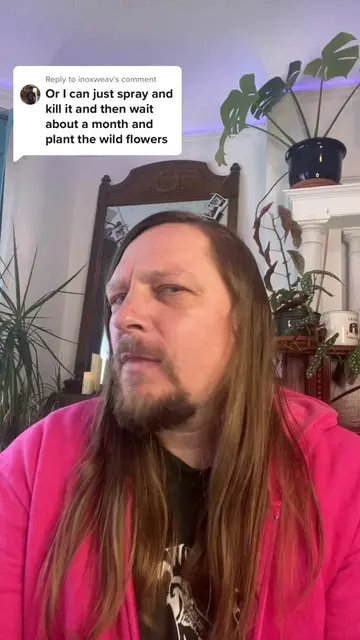 Reply to inoxweav's comment
Or I can just spray and
kill it and then wait
about a month and
plant the wild flowers